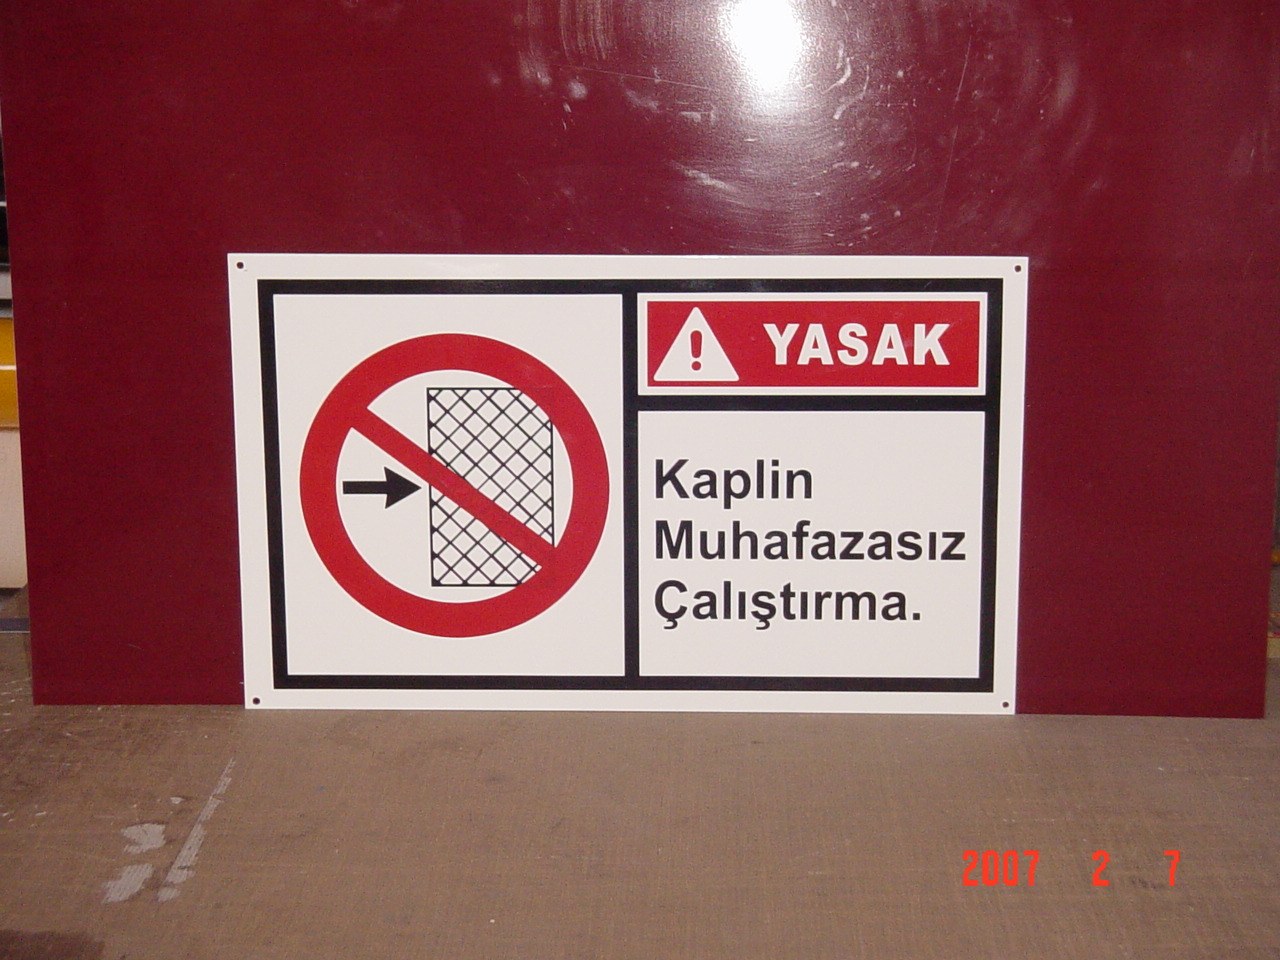 YASAK
Kaplin
Muhafazasız
Çalıştırma.
2007 2 7